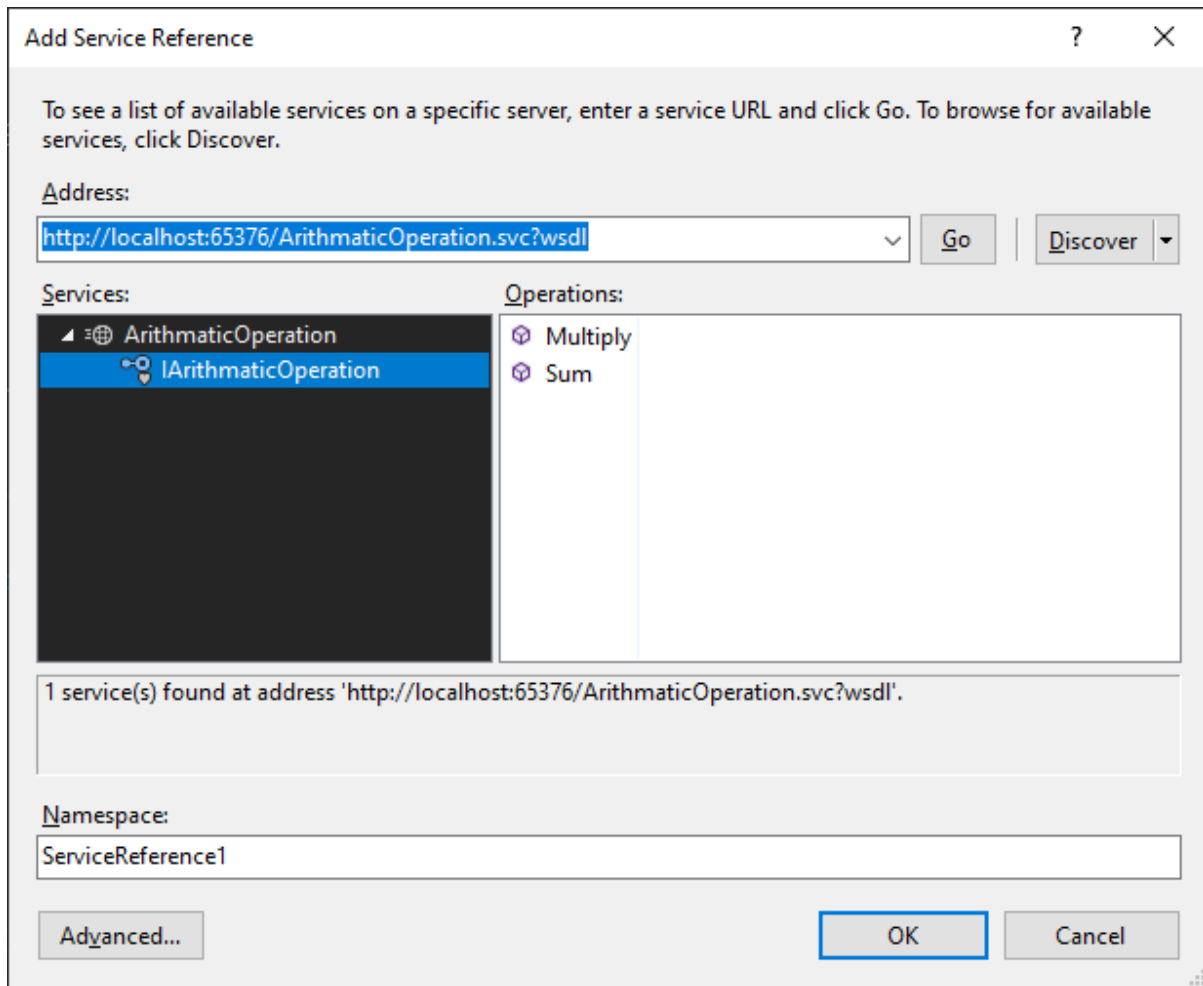 Add Service Reference
?
To see a list of available services on a specific server, enter a service URL and click Go. To browse for available
services, click Discover.
Address:
http://localhost:65376/ArithmaticOperation.svc?wsdl
Go
Discover
Services:
Operations:
ArithmaticOperation
IArithmaticOperation
Multiply
Sum
1 service(s) found at address 'http://localhost:65376/ArithmaticOperation.svc?wsdl'.
Namespace:
ServiceReference1
Advanced...
OK
Cancel